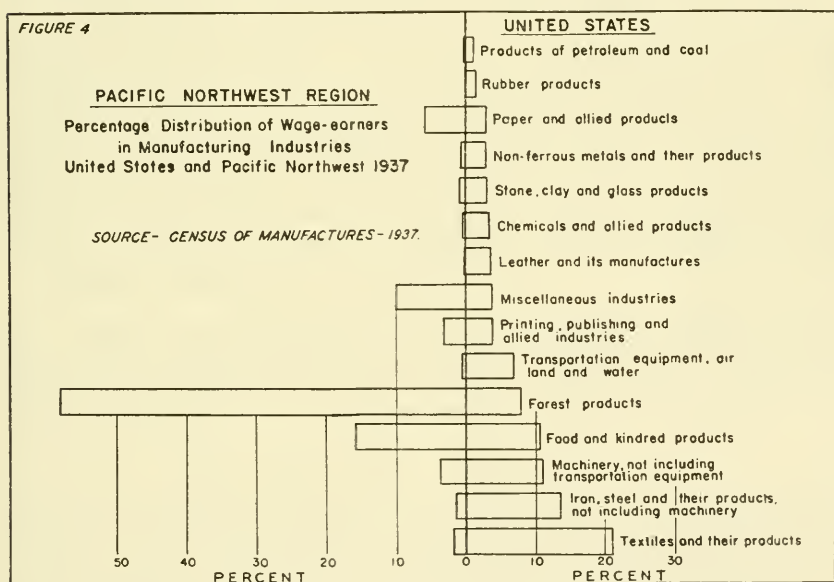 FIGURE 4
UNITED STATES
Products of petroleum and coal
Rubber products
PACIFIC NORTHWEST REGION
Percentage Distribution of Wage-earners
in Manufacturing Industries
United States and Pacific Northwest 1937
SOURCE- CENSUS OF MANUFACTURES-1937.
Paper and allied products
Non-ferrous metals and their products
Stone, clay and glass products
Chemicals and allied products
Leather and its manufactures
Miscellaneous industries
Printing, publishing and
allied industries
Transportation equipment, air
land and water
Forest products
Food and kindred products
Machinery, not including
transportation equipment
Iron, steel and their products,
not including machinery
Textiles and their products
50 40 30 20 10 0 10 20 30
PERCENT PERCENT